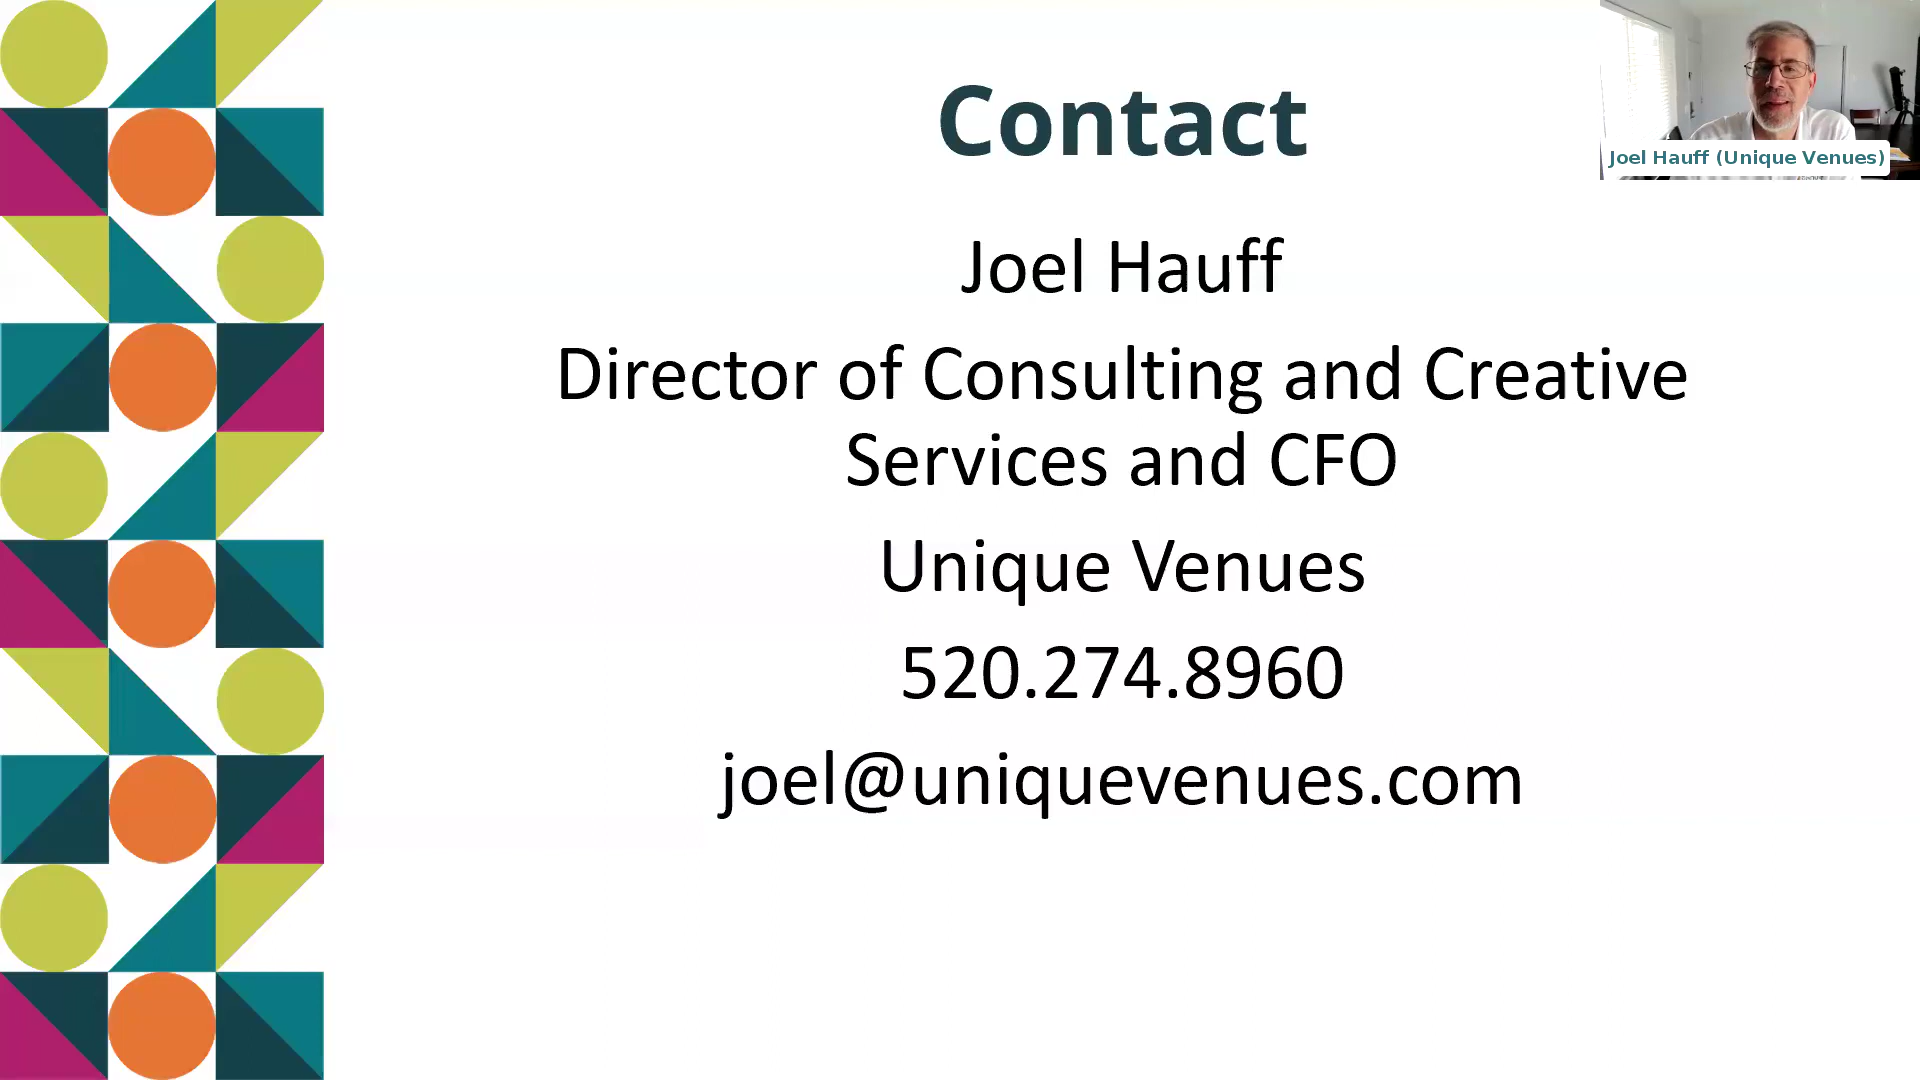 Contact
Joel Hauff (Unique Venues)
Joel Hauff
Director of Consulting and Creative
Services and CFO
Unique Venues
520.274.8960
joel@uniquevenues.com